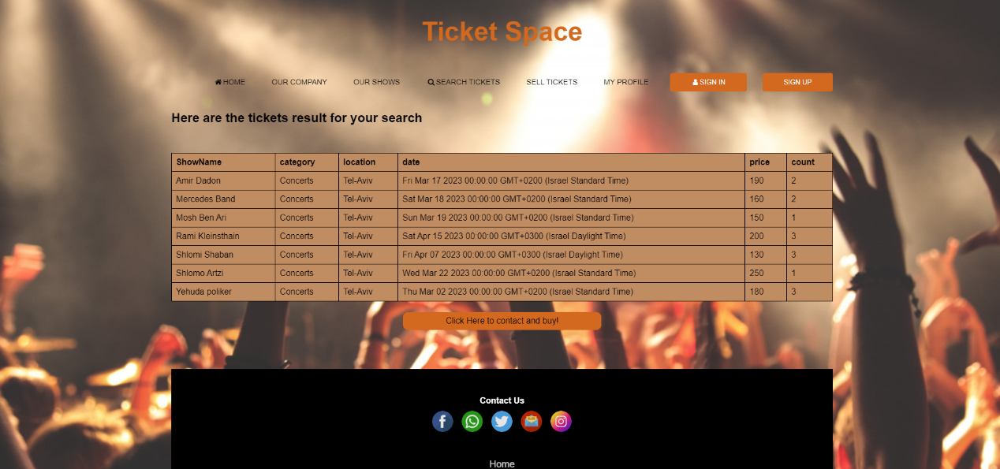 Ticket Space
HOME OUR COMPANY OUR SHOWS SEARCH TICKETS SELL TICKETS MY PROFILE SIGN IN SIGN UP
Here are the tickets result for your search
ShowName category location date price count
Amir Dadon Concerts Tel-Aviv Fri Mar 17 2023 00:00:00 GMT+0200 (Israel Standard Time) 190 2
Mercedes Band Concerts Tel-Aviv Sat Mar 18 2023 00:00:00 GMT+0200 (Israel Standard Time) 160 2
Mosh Ben Ari Concerts Tel-Aviv Sun Mar 19 2023 00:00:00 GMT+0200 (Israel Standard Time) 150 1
Rami Kleinsthain Concerts Tel-Aviv Sat Apr 15 2023 00:00:00 GMT+0300 (Israel Daylight Time) 200 3
Shlomi Shaban Concerts Tel-Aviv Fri Apr 07 2023 00:00:00 GMT+0300 (Israel Daylight Time) 130 3
Shlomo Artzi Concerts Tel-Aviv Wed Mar 22 2023 00:00:00 GMT+0200 (Israel Standard Time) 250 1
Yehuda poliker Concerts Tel-Aviv Thu Mar 02 2023 00:00:00 GMT+0200 (Israel Standard Time) 180 3
Click Here to contact and buy!
Contact Us
Home